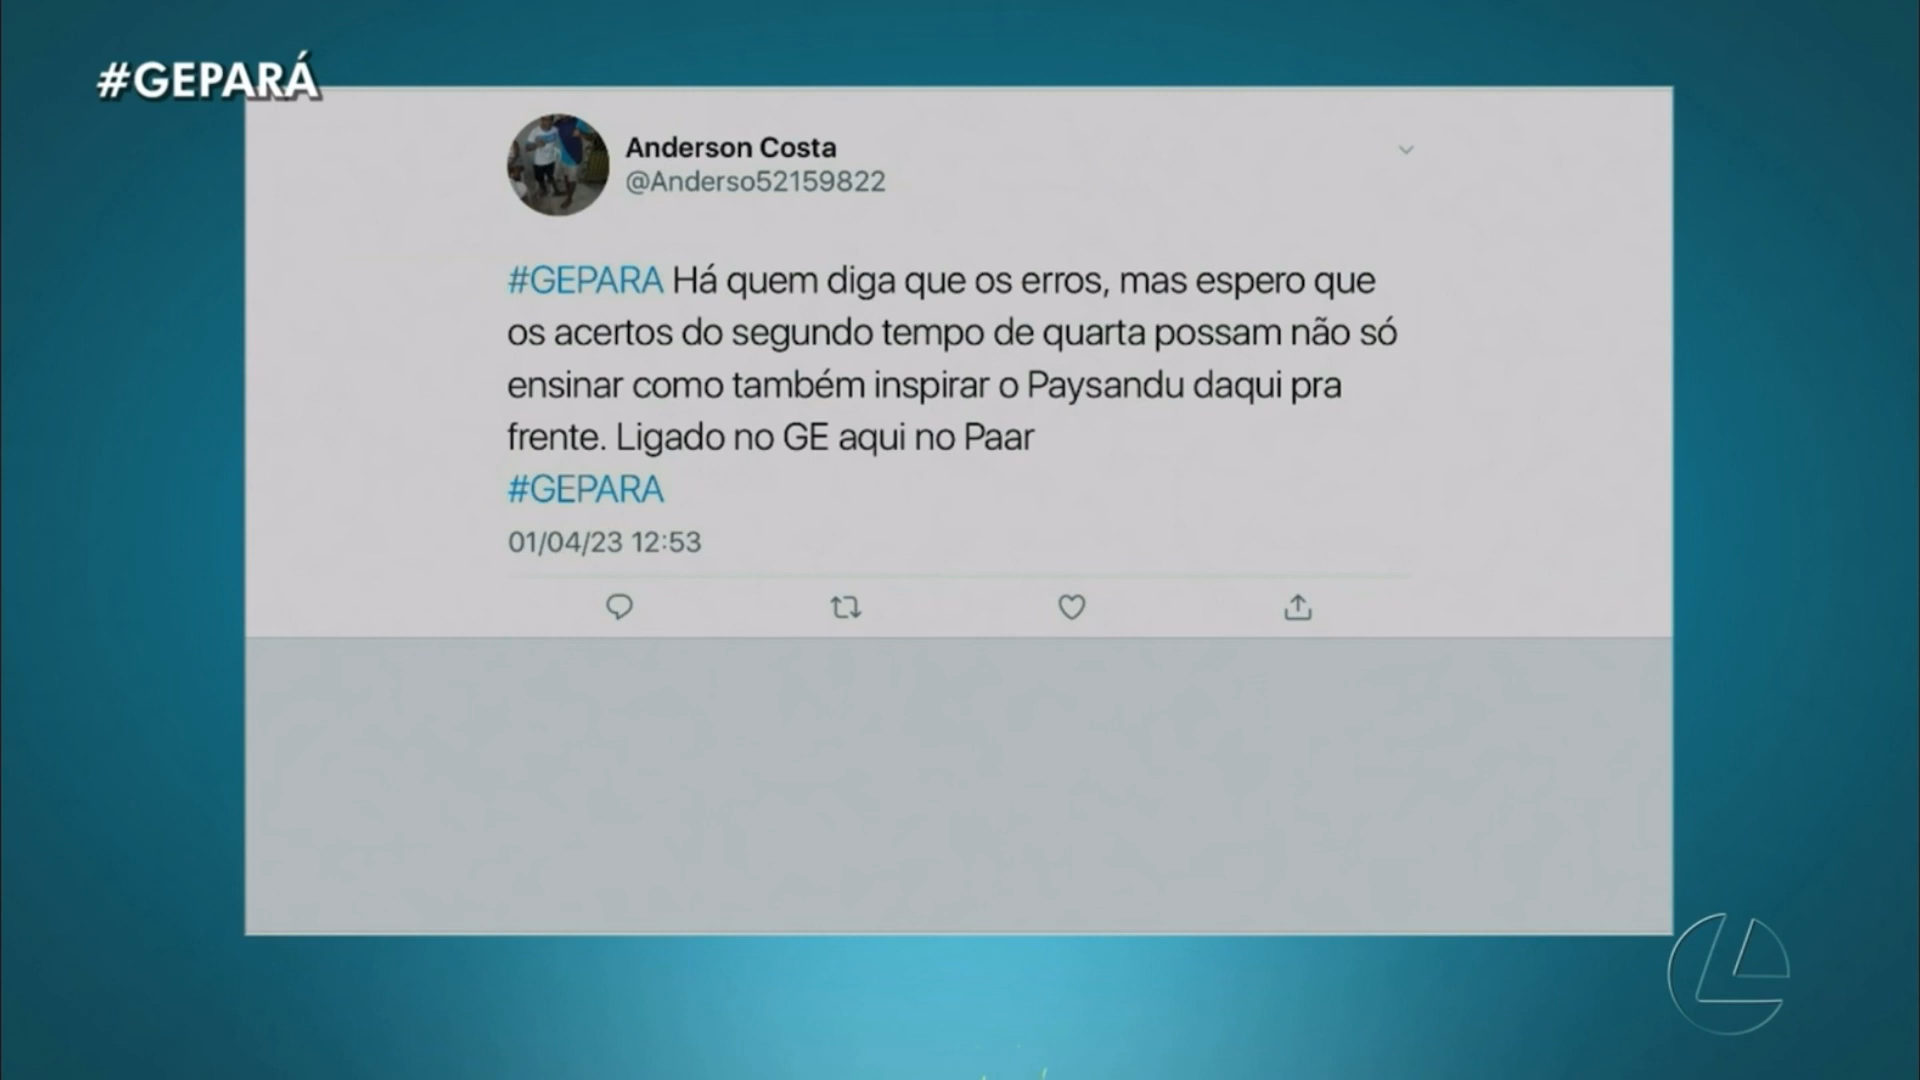 #GEPARÁ
Anderson Costa
@Anderso52159822
#GEPARA Há quem diga que os erros, mas espero que
os acertos do segundo tempo de quarta possam não só
ensinar como também inspirar o Paysandu daqui pra
frente. Ligado no GE aqui no Paar
#GEPARA
01/04/23 12:53